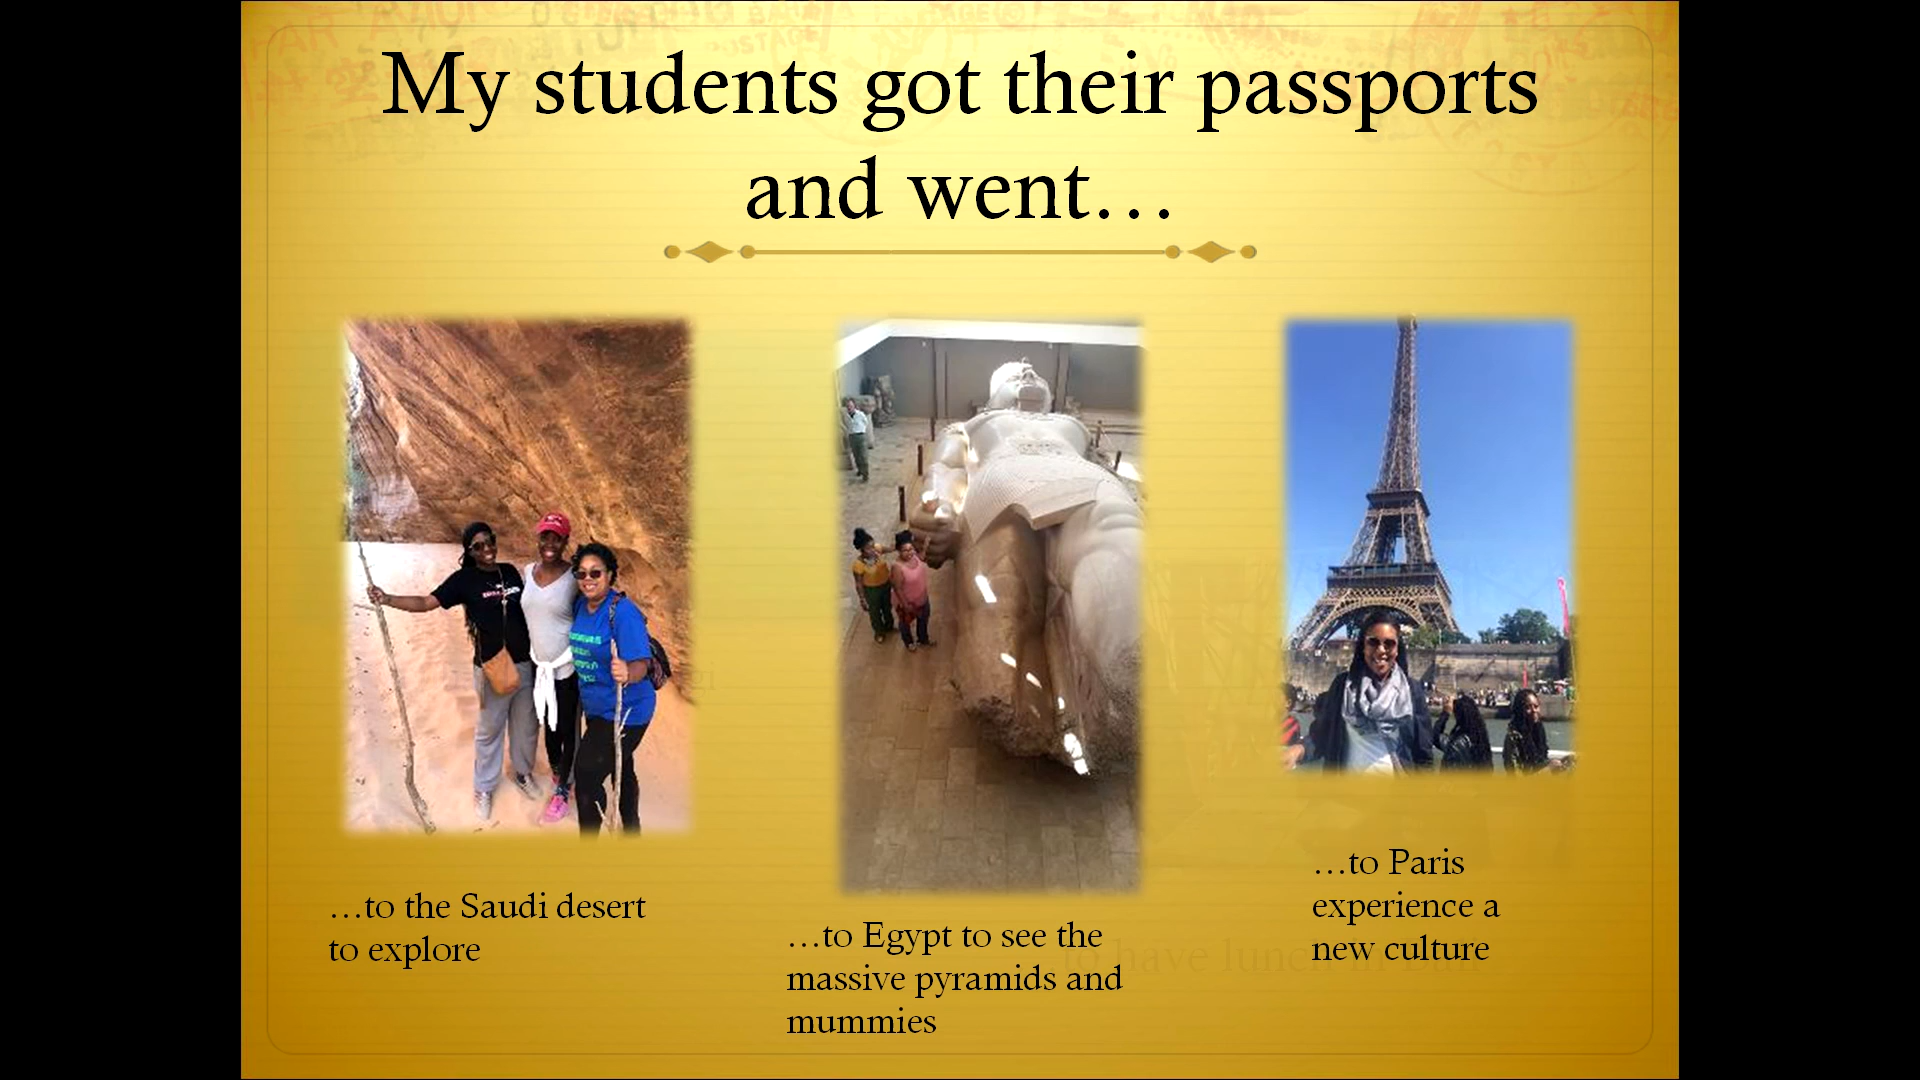 My students got their passports
and went…
…to the Saudi desert
to explore
…to Egypt to see the
massive pyramids and
mummies
…to Paris
experience a
new culture